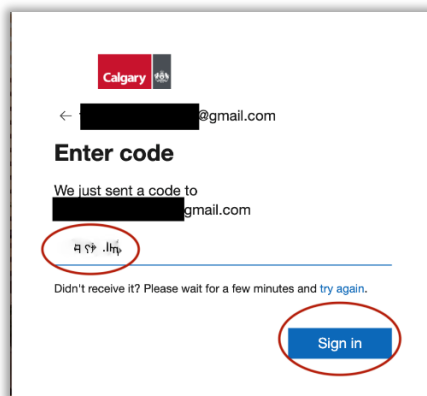 Calgary
← @gmail.com
Enter code
We just sent a code to
gmail.com
Didn't receive it? Please wait for a few minutes and try again.
Sign in